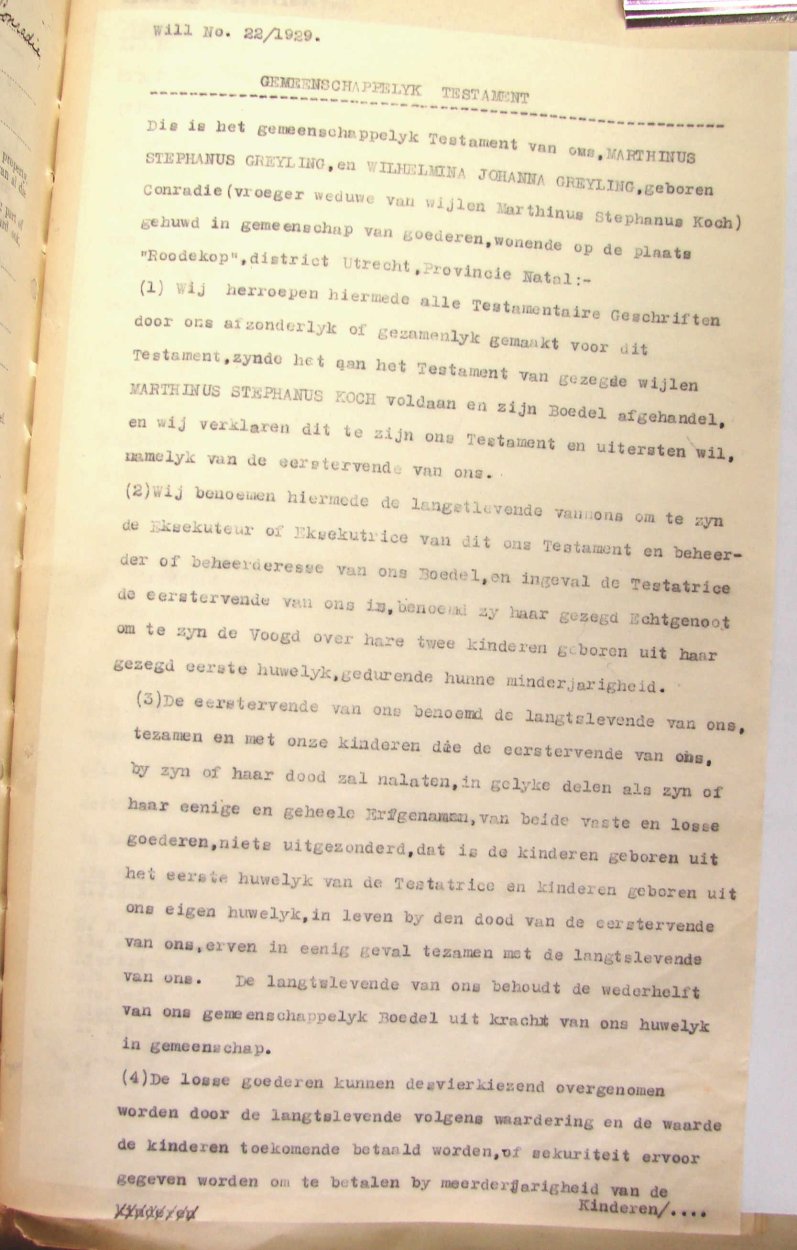 onradie
property,
part of
Will No. 22/1929.
GEMEENSCHAPPELYK TESTAMENT
Dis is het gemeenschappelyk Testament van ons,MARTHINUS
STEPHANUS GREYLING,en WILHELMINA JOHANNA GREYLING,geboren
Conradie(vroeger weduwe van wijlen Marthinus Stephanus Koch)
gehuwd in gemeenschap van goederen,wonende op de plaats
"Roodekop",district Utrecht,Provincie Natal:-
(1) Wij herroepen hiermede alle Testamentaire Geschriften
door ons afzonderlyk of gezamenlyk gemaakt voor dit
Testament,zynde het aan het Testament van gezegde wijlen
MARTHINUS STEPHANUS KOCH voldaan en zijn Boedel afgehandel,
en wij verklaren dit te zijn ons Testament en uitersten wil,
namelyk van de eerstervende van ons.
(2)Wij benoemen hiermede de langstlevende van ons om te zyn
de Eksekuteur of Eksekutrice van dit ons Testament en beheer-
der of beheerderesse van ons Boedel,en ingeval de Testatrice
de eerstervende van ons is,benoemd zy haar gezegd Echtgenoot
om te zyn de Voogd over hare twee kinderen geboren uit haar
gezegd eerste huwelyk,gedurende hunne minderjarigheid.
(3)De eerstervende van ons benoemd de langtslevende van ons,
tezamen en met onze kinderen die de eerstervende van ons,
by zyn of haar dood zal nalaten,in gelyke delen als zyn of
haar eenige en geheele Erfgenamen,van beide vaste en losse
goederen,niets uitgezonderd,dat is de kinderen geboren uit
het eerste huwelyk van de Testatrice en kinderen geboren uit
ons eigen huwelyk,in leven by den dood van de eerstervende
van ons,erven in eenig geval tezamen met de langtslevende
van ons. De langtslevende van ons behoudt de wederhelft
van ons gemeenschappelyk Boedel uit kracht van ons huwelyk
in gemeenschap.
(4)De losse goederen kunnen desvierkiezend overgenomen
worden door de langtslevende volgens waardering en de waarde
de kinderen toekomende betaald worden,of sekuriteit ervoor
gegeven worden om te betalen by meerderjarigheid van de
Kinderen/....